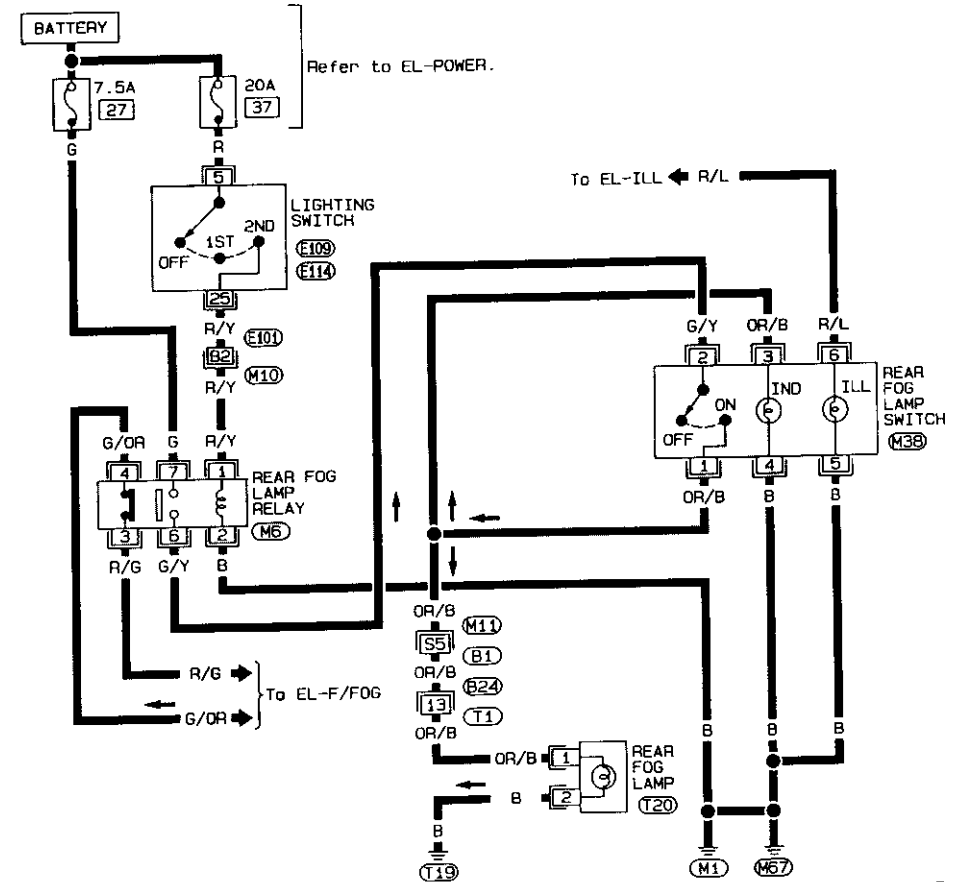 BATTERY
Refer to EL-POWER.
7.5A
27
20A
37
G
R
5
To EL-ILL
R/L
LIGHTING
SWITCH
2ND
1ST
OFF
E109
E114
25
R/Y
E101
B2
M10
R/Y
G/Y
OR/B
R/L
2
3
6
REAR
FOG
LAMP
SWITCH
M38
IND
ILL
ON
OFF
1
4
5
OR/B
B
B
G/OR
G
R/Y
4
7
1
REAR FOG
LAMP
RELAY
M6
3
6
2
R/G
G/Y
B
OR/B
M11
S5
B1
OR/B
B24
13
T1
OR/B
R/G
To EL-F/FOG
G/OR
OR/B
1
REAR
FOG
LAMP
T20
B
2
B
T19
B
B
B
M1
M67